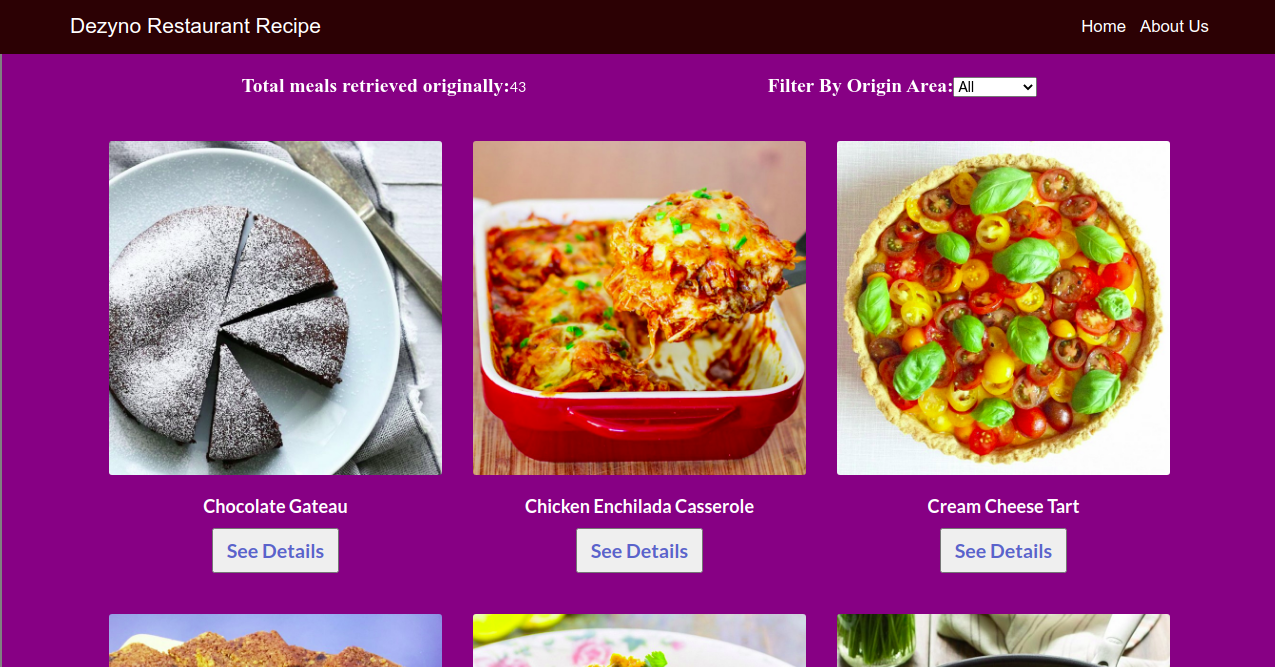 Dezyno Restaurant Recipe
Home About Us
Total meals retrieved originally:43
Filter By Origin Area: All
Chocolate Gateau
Chicken Enchilada Casserole
Cream Cheese Tart
See Details
See Details
See Details